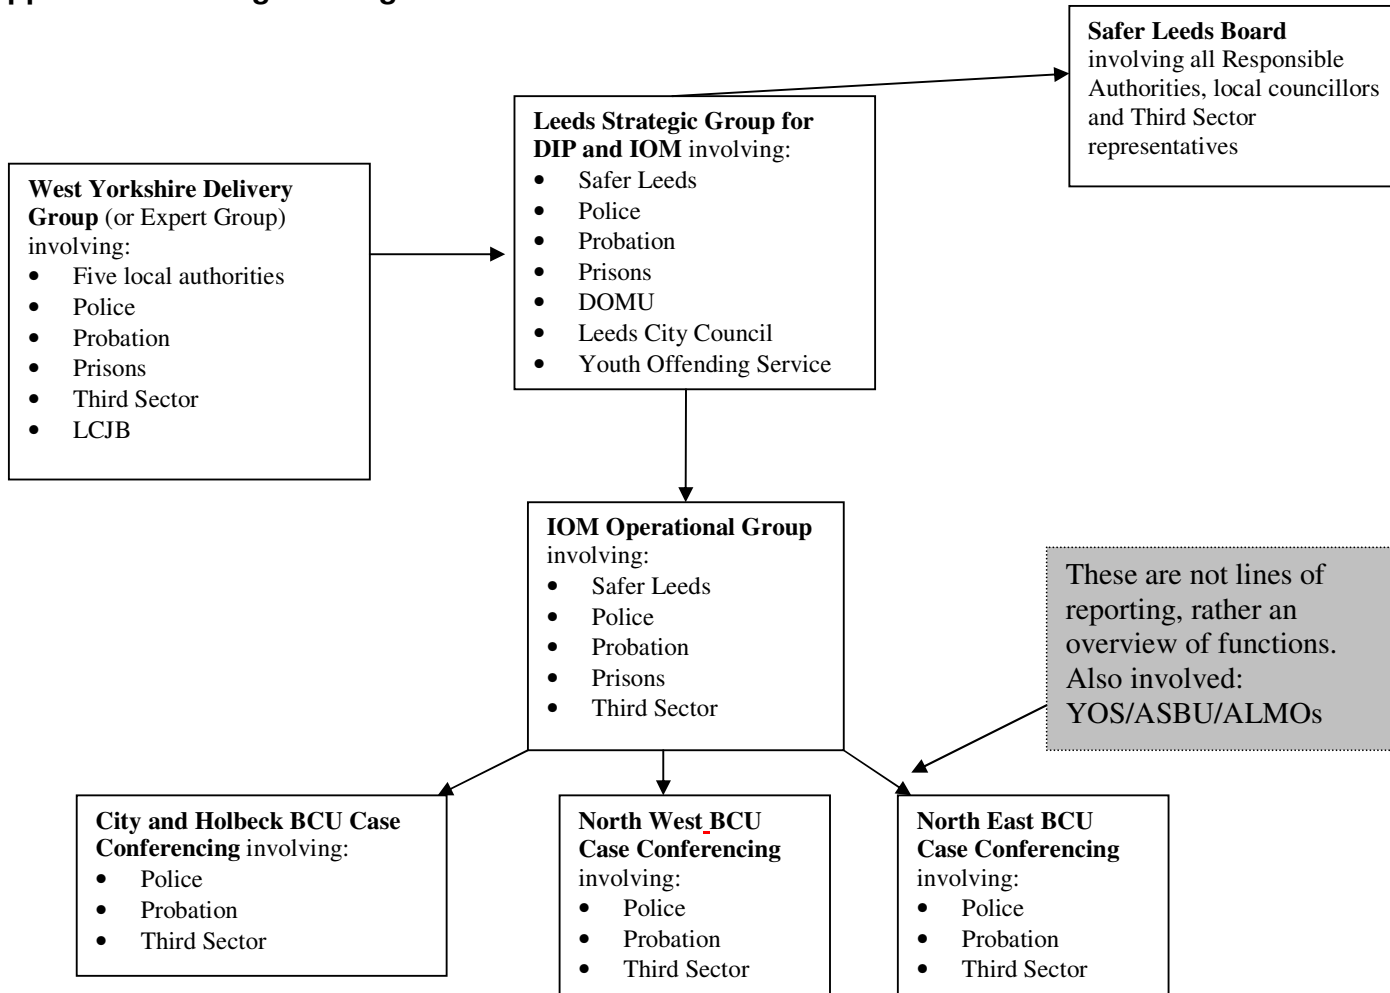 Safer Leeds Board
involving all Responsible
Authorities, local councillors
and Third Sector
representatives
Leeds Strategic Group for
DIP and IOM involving:
• Safer Leeds
• Police
• Probation
• Prisons
• DOMU
• Leeds City Council
• Youth Offending Service
West Yorkshire Delivery
Group (or Expert Group)
involving:
• Five local authorities
• Police
• Probation
• Prisons
• Third Sector
• LCJB
IOM Operational Group
involving:
• Safer Leeds
• Police
• Probation
• Prisons
• Third Sector
These are not lines of
reporting, rather an
overview of functions.
Also involved:
YOS/ASBU/ALMOs
City and Holbeck BCU Case
Conferencing involving:
• Police
• Probation
• Third Sector
North West BCU
Case Conferencing
involving:
• Police
• Probation
• Third Sector
North East BCU
Case Conferencing
involving:
• Police
• Probation
• Third Sector